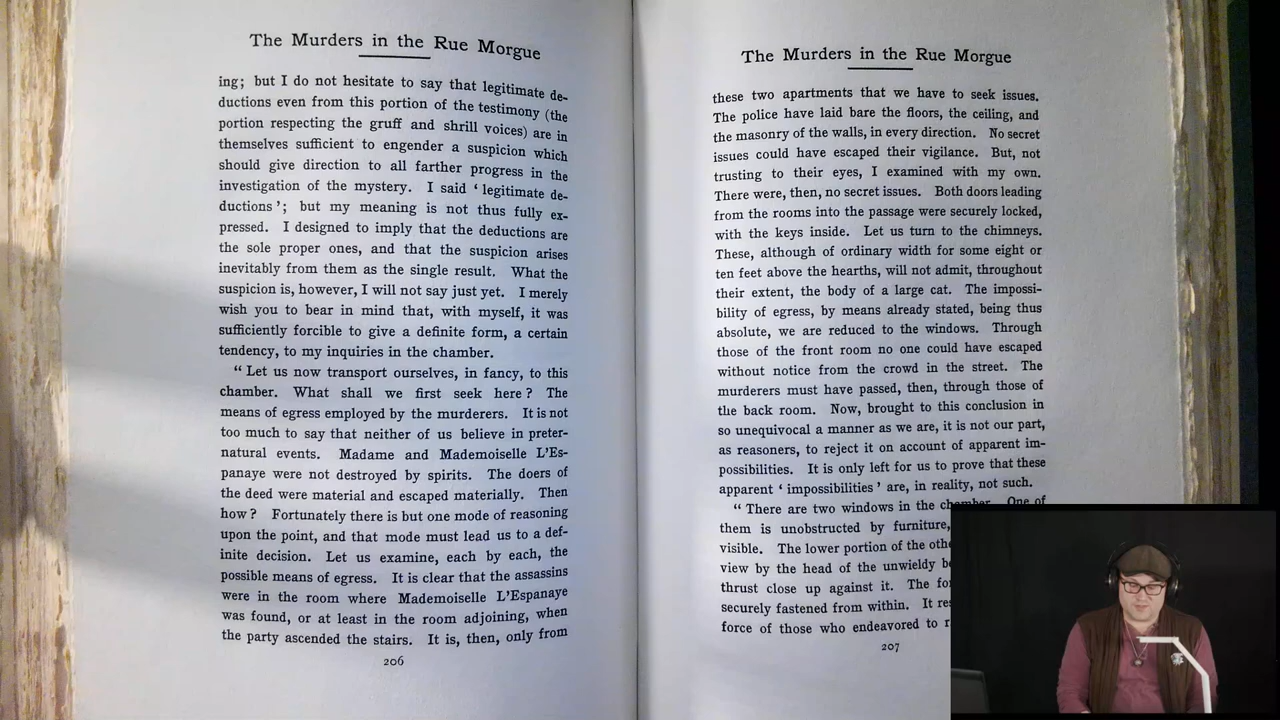 The Murders in the Rue Morgue
ing; but I do not hesitate to say that legitimate de-
ductions even from this portion of the testimony (the
portion respecting the gruff and shrill voices) are in
themselves sufficient to engender a suspicion which
should give direction to all farther progress in the
investigation of the mystery. I said ‘ legitimate de-
ductions ’; but my meaning is not thus fully ex-
pressed. I designed to imply that the deductions are
the sole proper ones, and that the suspicion arises
inevitably from them as the single result. What the
suspicion is, however, I will not say just yet. I merely
wish you to bear in mind that, with myself, it was
sufficiently forcible to give a definite form, a certain
tendency, to my inquiries in the chamber.
“ Let us now transport ourselves, in fancy, to this
chamber. What shall we first seek here ? The
means of egress employed by the murderers. It is not
too much to say that neither of us believe in preter-
natural events. Madame and Mademoiselle L’Es-
panaye were not destroyed by spirits. The doers of
the deed were material and escaped materially. Then
how ? Fortunately there is but one mode of reasoning
upon the point, and that mode must lead us to a def-
inite decision. Let us examine, each by each, the
possible means of egress. It is clear that the assassins
were in the room where Mademoiselle L’Espanaye
was found, or at least in the room adjoining, when
the party ascended the stairs. It is, then, only from
206
The Murders in the Rue Morgue
these two apartments that we have to seek issues.
The police have laid bare the floors, the ceiling, and
the masonry of the walls, in every direction. No secret
issues could have escaped their vigilance. But, not
trusting to their eyes, I examined with my own.
There were, then, no secret issues. Both doors leading
from the rooms into the passage were securely locked,
with the keys inside. Let us turn to the chimneys.
These, although of ordinary width for some eight or
ten feet above the hearths, will not admit, throughout
their extent, the body of a large cat. The impossi-
bility of egress, by means already stated, being thus
absolute, we are reduced to the windows. Through
those of the front room no one could have escaped
without notice from the crowd in the street. The
murderers must have passed, then, through those of
the back room. Now, brought to this conclusion in
so unequivocal a manner as we are, it is not our part,
as reasoners, to reject it on account of apparent im-
possibilities. It is only left for us to prove that these
apparent ‘ impossibilities ’ are, in reality, not such.
“ There are two windows in the chamber. One of
them is unobstructed by furniture,
visible. The lower portion of the
view by the head of the unwieldy
thrust close up against it. The
securely fastened from within. It
force of those who endeavored to
207